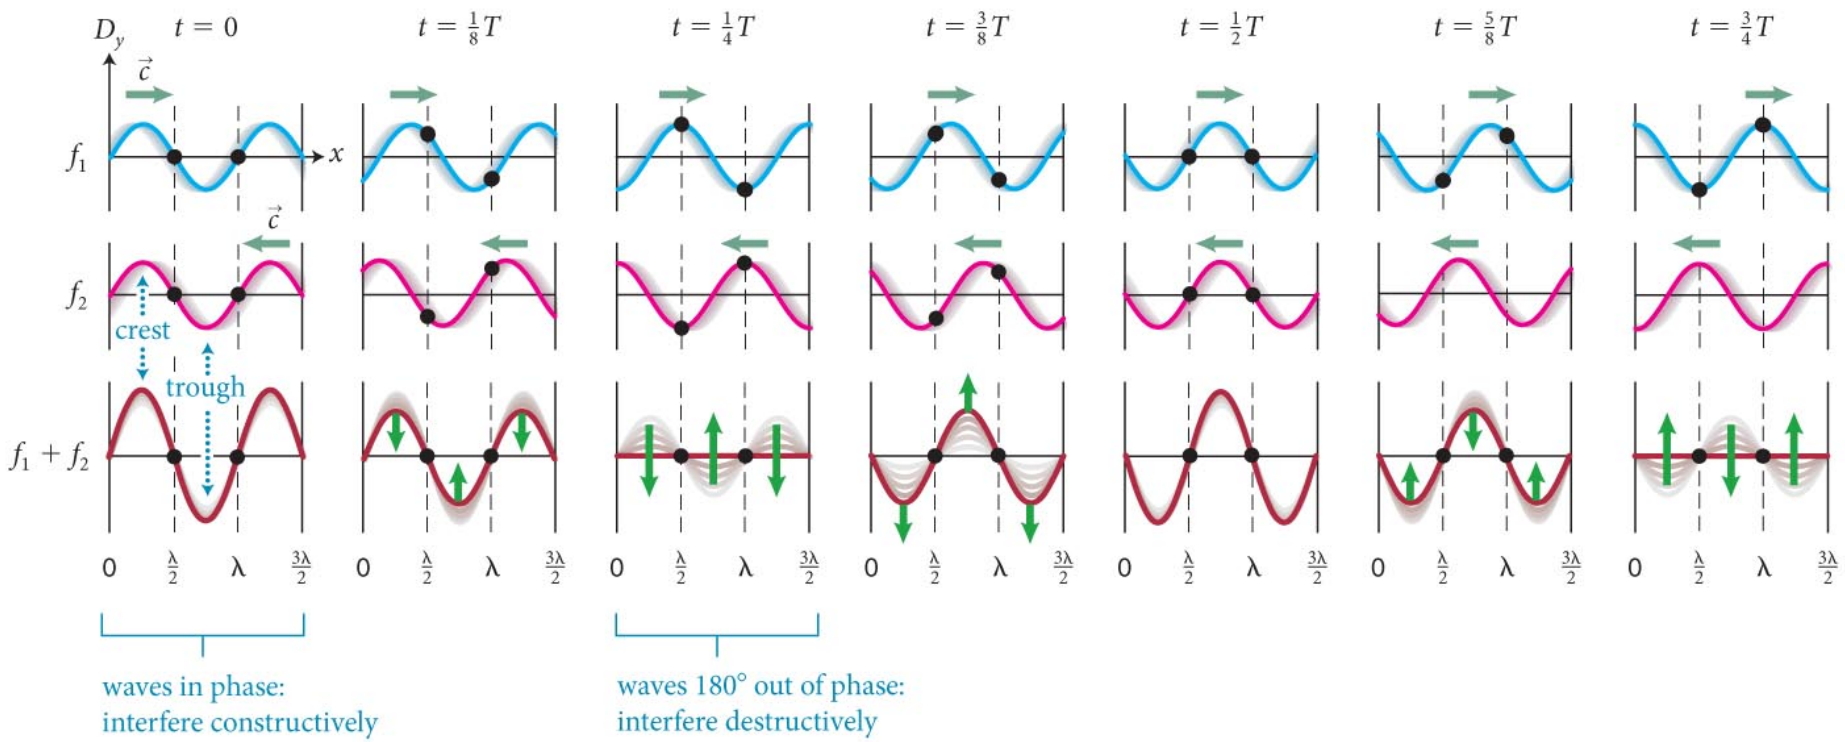 D_y t = 0 t = 1/8 T t = 1/4 T t = 3/8 T t = 1/2 T t = 5/8 T t = 3/4 T
c⃗
f₁ x
c⃗
f₂
crest
trough
f₁ + f₂
0 λ/2 λ 3λ/2 0 λ/2 λ 3λ/2 0 λ/2 λ 3λ/2 0 λ/2 λ 3λ/2 0 λ/2 λ 3λ/2 0 λ/2 λ 3λ/2 0 λ/2 λ 3λ/2
waves in phase: waves 180° out of phase:
interfere constructively interfere destructively